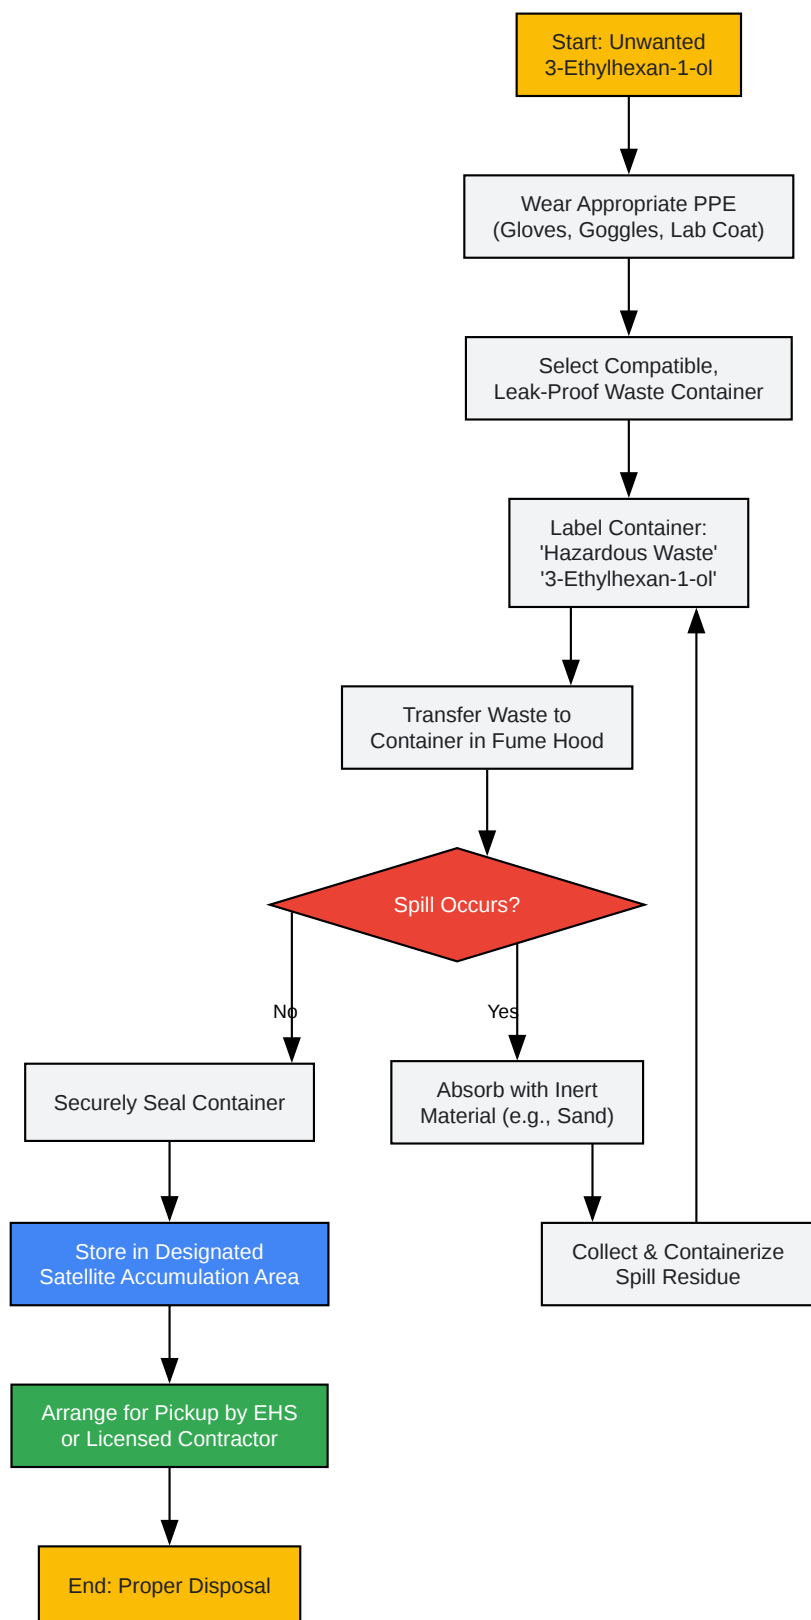 Start: Unwanted
3-Ethylhexan-1-ol
Wear Appropriate PPE
(Gloves, Goggles, Lab Coat)
Select Compatible,
Leak-Proof Waste Container
Label Container:
'Hazardous Waste'
'3-Ethylhexan-1-ol'
Transfer Waste to
Container in Fume Hood
Spill Occurs?
No
Yes
Securely Seal Container
Absorb with Inert
Material (e.g., Sand)
Store in Designated
Satellite Accumulation Area
Collect & Containerize
Spill Residue
Arrange for Pickup by EHS
or Licensed Contractor
End: Proper Disposal